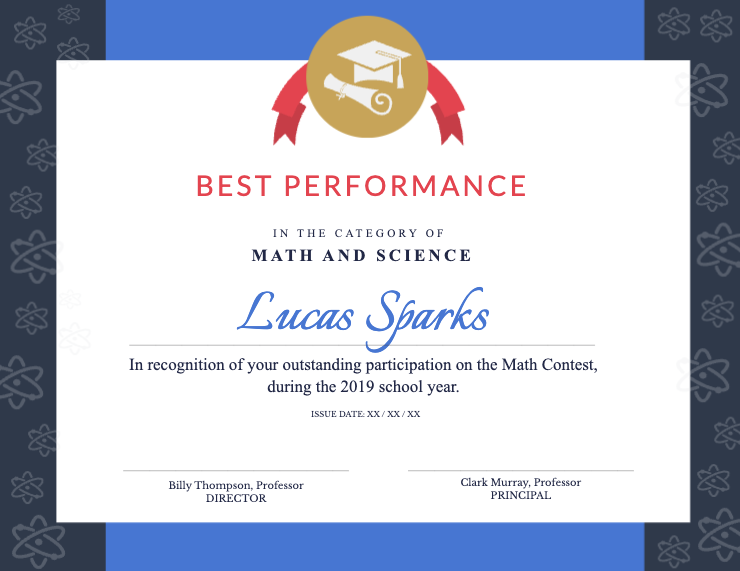 BEST PERFORMANCE
IN THE CATEGORY OF
MATH AND SCIENCE
Lucas Sparks
In recognition of your outstanding participation on the Math Contest,
during the 2019 school year.
ISSUE DATE: XX / XX / XX
Billy Thompson, Professor
DIRECTOR
Clark Murray, Professor
PRINCIPAL